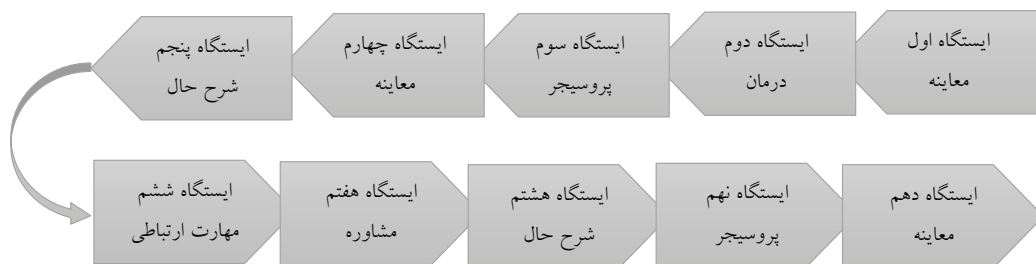 ایستگاه اول
معاینه
ایستگاه دوم
درمان
ایستگاه سوم
پروسیجر
ایستگاه چهارم
معاینه
ایستگاه پنجم
شرح حال
ایستگاه ششم
مهارت ارتباطی
ایستگاه هفتم
مشاوره
ایستگاه هشتم
شرح حال
ایستگاه نهم
پروسیجر
ایستگاه دهم
معاینه